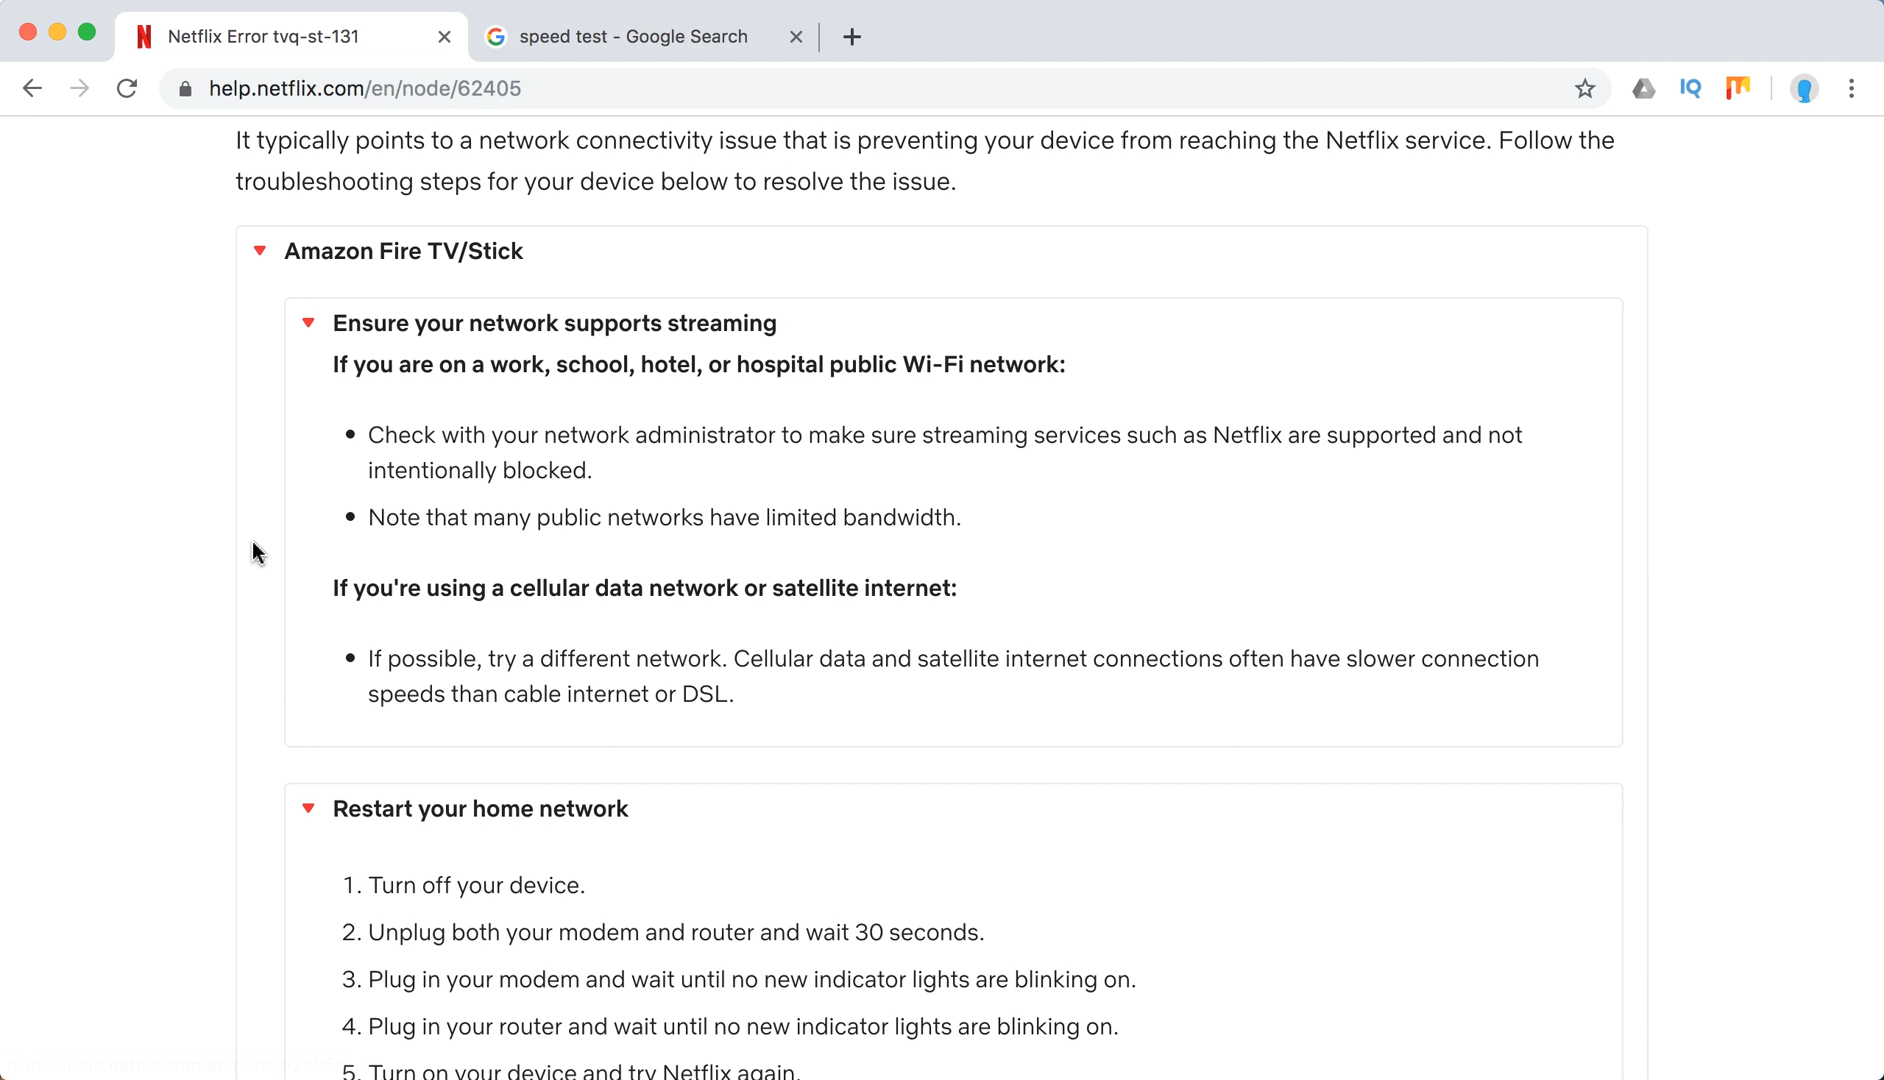 Netflix Error tvq-st-131
speed test - Google Search
help.netflix.com/en/node/62405
IQ
It typically points to a network connectivity issue that is preventing your device from reaching the Netflix service. Follow the
troubleshooting steps for your device below to resolve the issue.
Amazon Fire TV/Stick
Ensure your network supports streaming
If you are on a work, school, hotel, or hospital public Wi-Fi network:
• Check with your network administrator to make sure streaming services such as Netflix are supported and not
intentionally blocked.
• Note that many public networks have limited bandwidth.
If you're using a cellular data network or satellite internet:
• If possible, try a different network. Cellular data and satellite internet connections often have slower connection
speeds than cable internet or DSL.
Restart your home network
1. Turn off your device.
2. Unplug both your modem and router and wait 30 seconds.
3. Plug in your modem and wait until no new indicator lights are blinking on.
4. Plug in your router and wait until no new indicator lights are blinking on.
5. Turn on your device and try Netflix again.